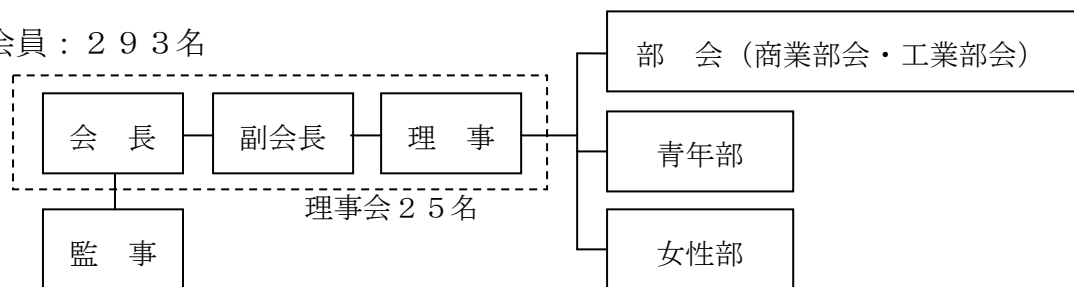 会員：２９３名
部　会（商業部会・工業部会）
会　長
副会長
理　事
青年部
理事会２５名
監　事
女性部